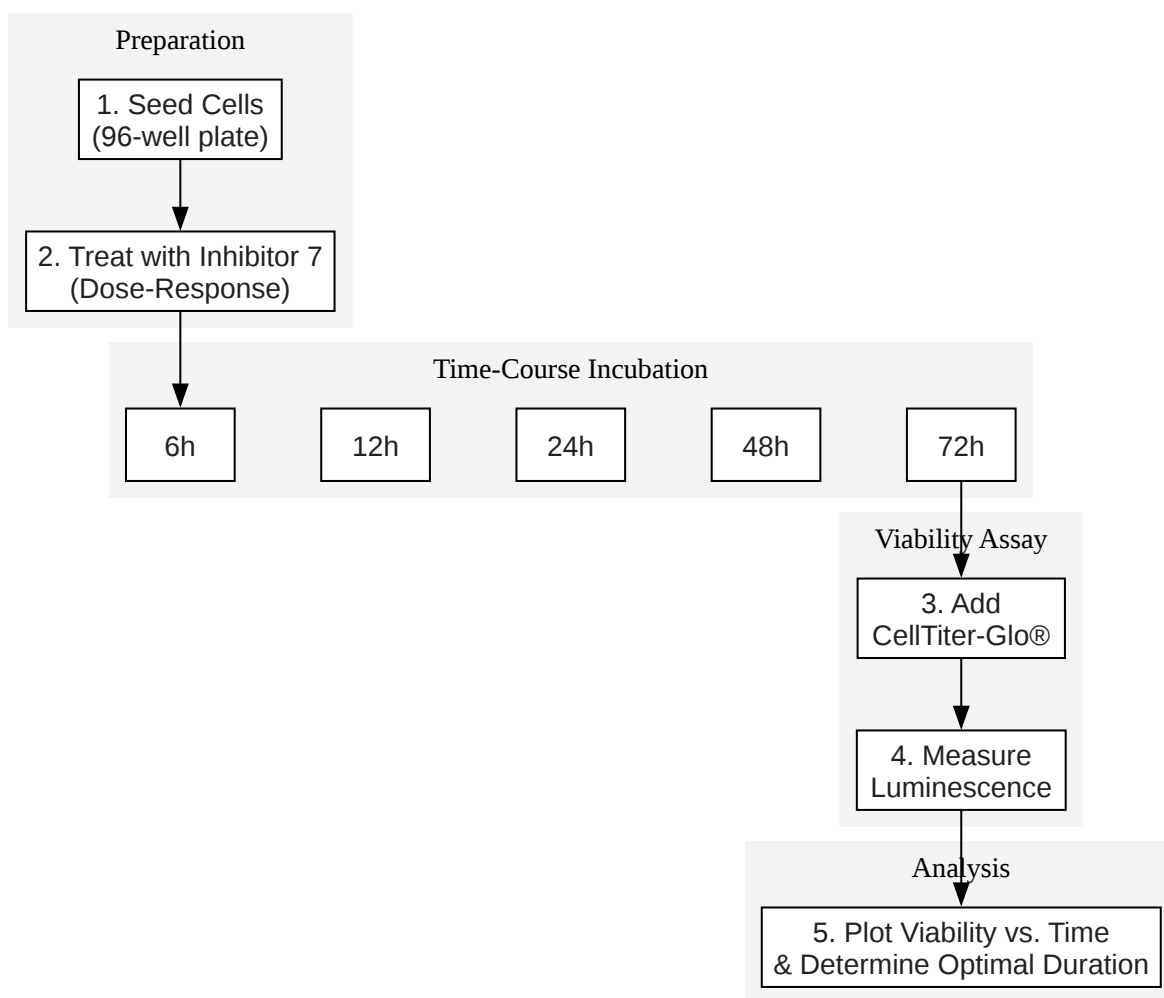 Preparation
1. Seed Cells
(96-well plate)
2. Treat with Inhibitor 7
(Dose-Response)
Time-Course Incubation
6h
12h
24h
48h
72h
Viability Assay
3. Add
CellTiter-Glo®
4. Measure
Luminescence
Analysis
5. Plot Viability vs. Time
& Determine Optimal Duration